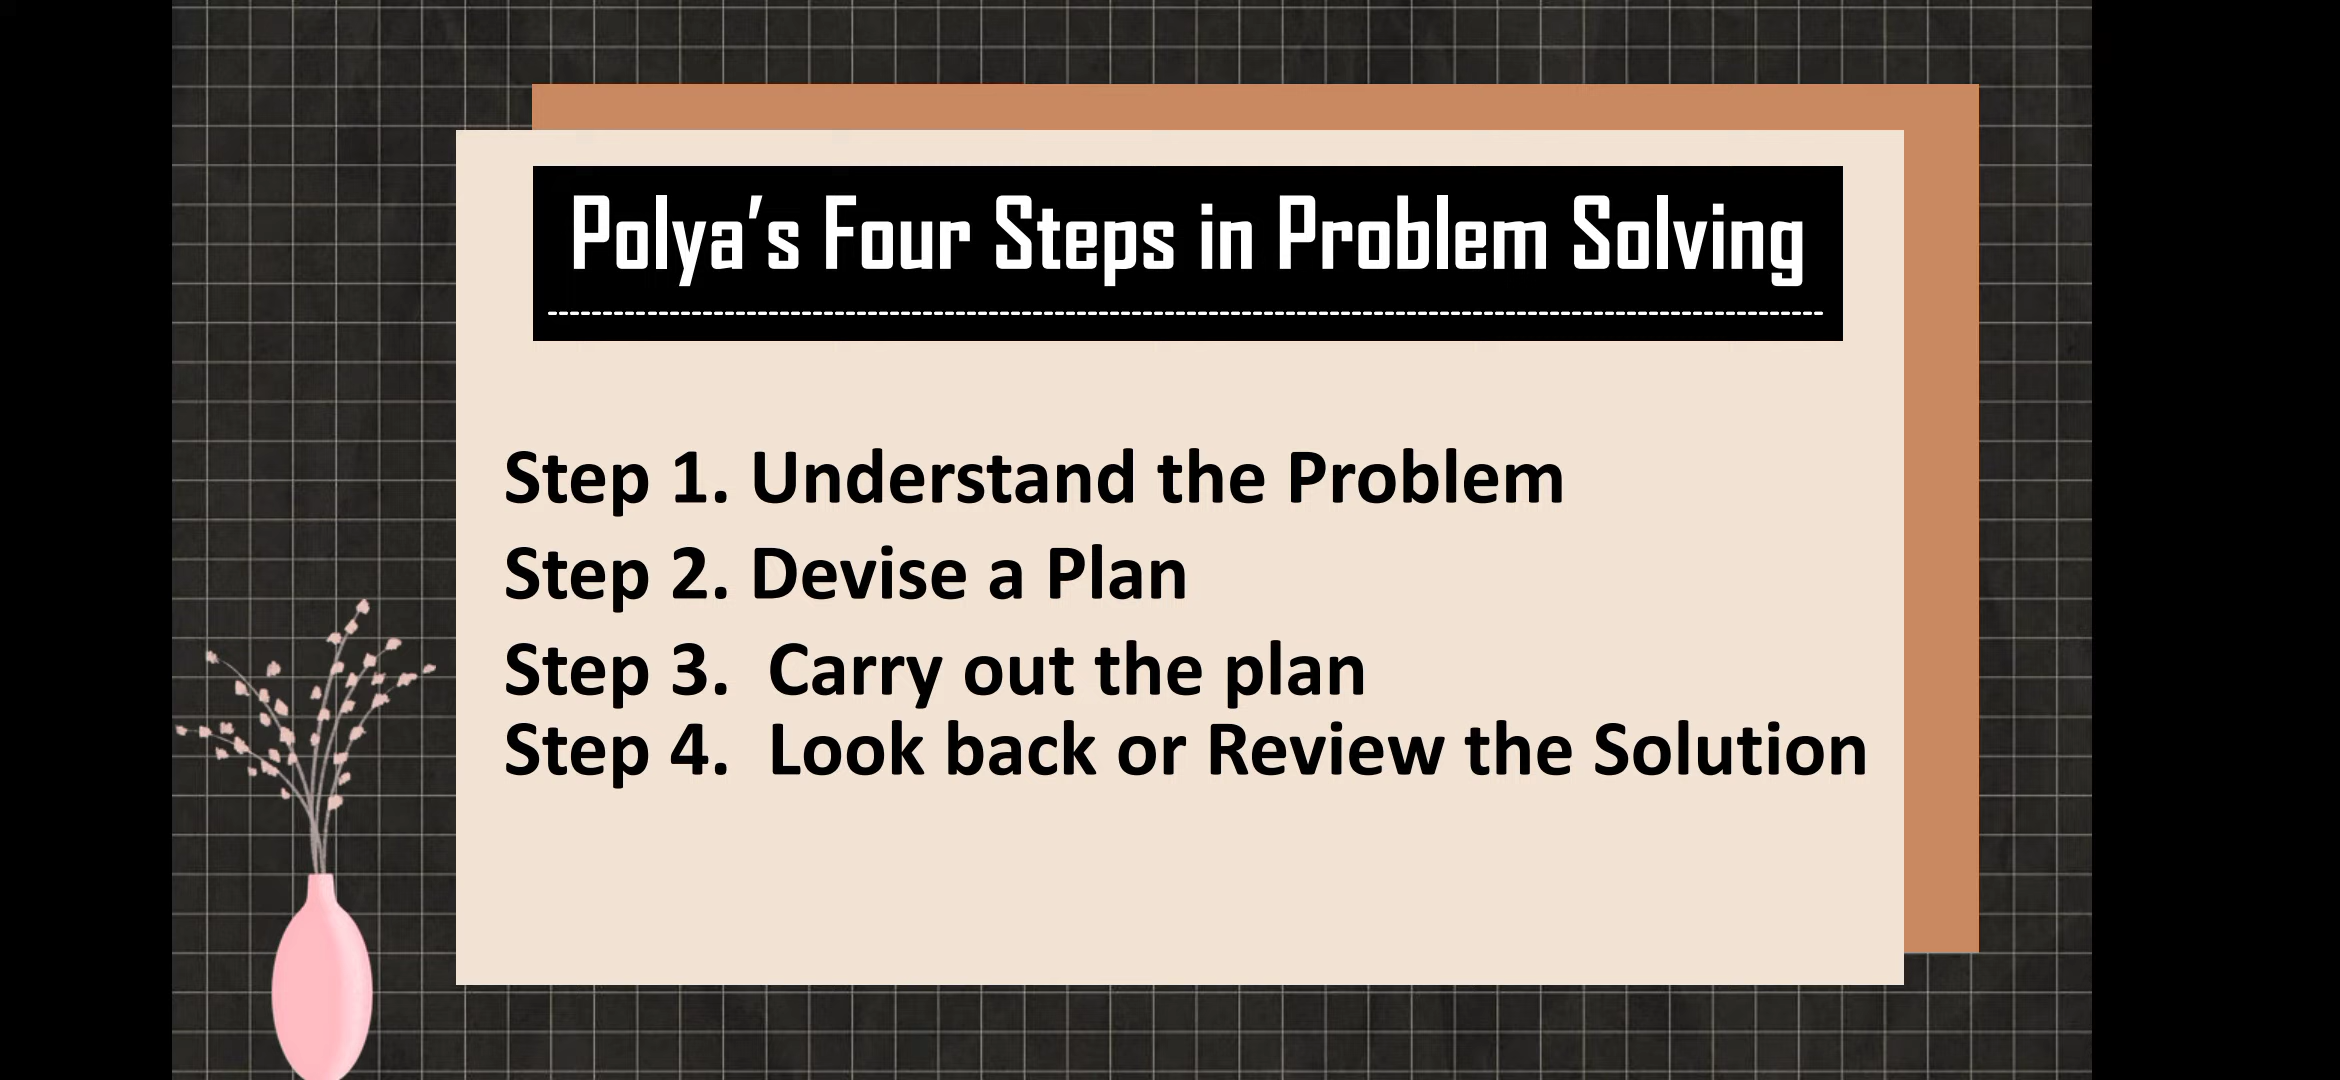 Polya’s Four Steps in Problem Solving
Step 1. Understand the Problem
Step 2. Devise a Plan
Step 3.  Carry out the plan
Step 4.  Look back or Review the Solution